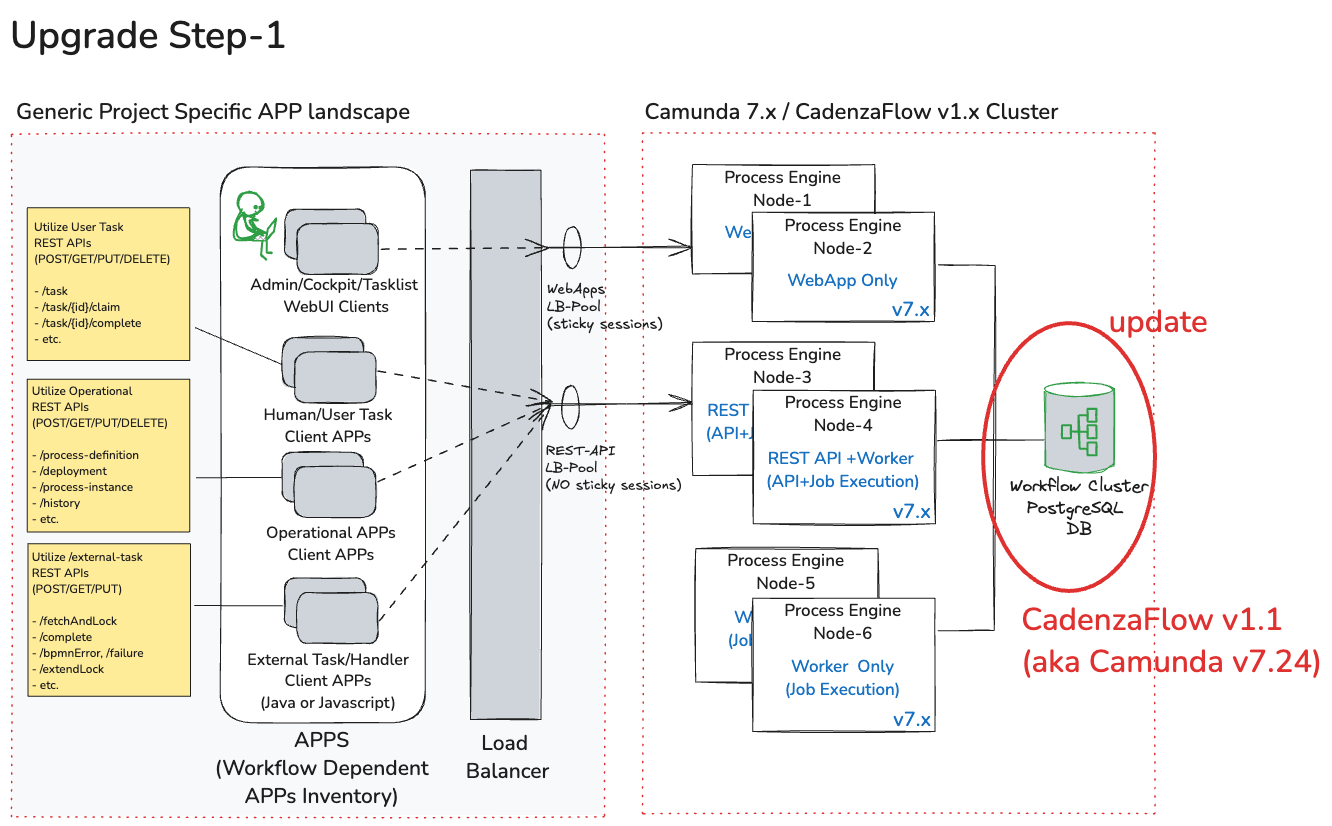 Upgrade Step-1
Generic Project Specific APP landscape
Utilize User Task
REST APIs
(POST/GET/PUT/DELETE)
- /task
- /task/{id}/claim
- /task/{id}/complete
- etc.
Utilize Operational
REST APIs
(POST/GET/PUT/DELETE)
- /process-definition
- /deployment
- /process-instance
- /history
- etc.
Utilize /external-task
REST APIs
(POST/GET/PUT)
- /fetchAndLock
- /complete
- /bpmnError, /failure
- /extendLock
- etc.
Admin/Cockpit/Tasklist
WebUI Clients
Human/User Task
Client APPs
Operational APPs
Client APPs
External Task/Handler
Client APPs
(Java or Javascript)
APPS
(Workflow Dependent
APPs Inventory)
Load
Balancer
WebApps
LB-Pool
(sticky sessions)
REST-API
LB-Pool
(NO sticky sessions)
Camunda 7.x / CadenzaFlow v1.x Cluster
Process Engine
Node-1
We
Process Engine
Node-2
WebApp Only
v7.x
Process Engine
Node-3
REST
(API+J
Process Engine
Node-4
REST API +Worker
(API+Job Execution)
v7.x
Process Engine
Node-5
W
(Jol
Process Engine
Node-6
Worker Only
(Job Execution)
v7.x
update
Workflow Cluster
PostgreSQL
DB
CadenzaFlow v1.1
(aka Camunda v7.24)